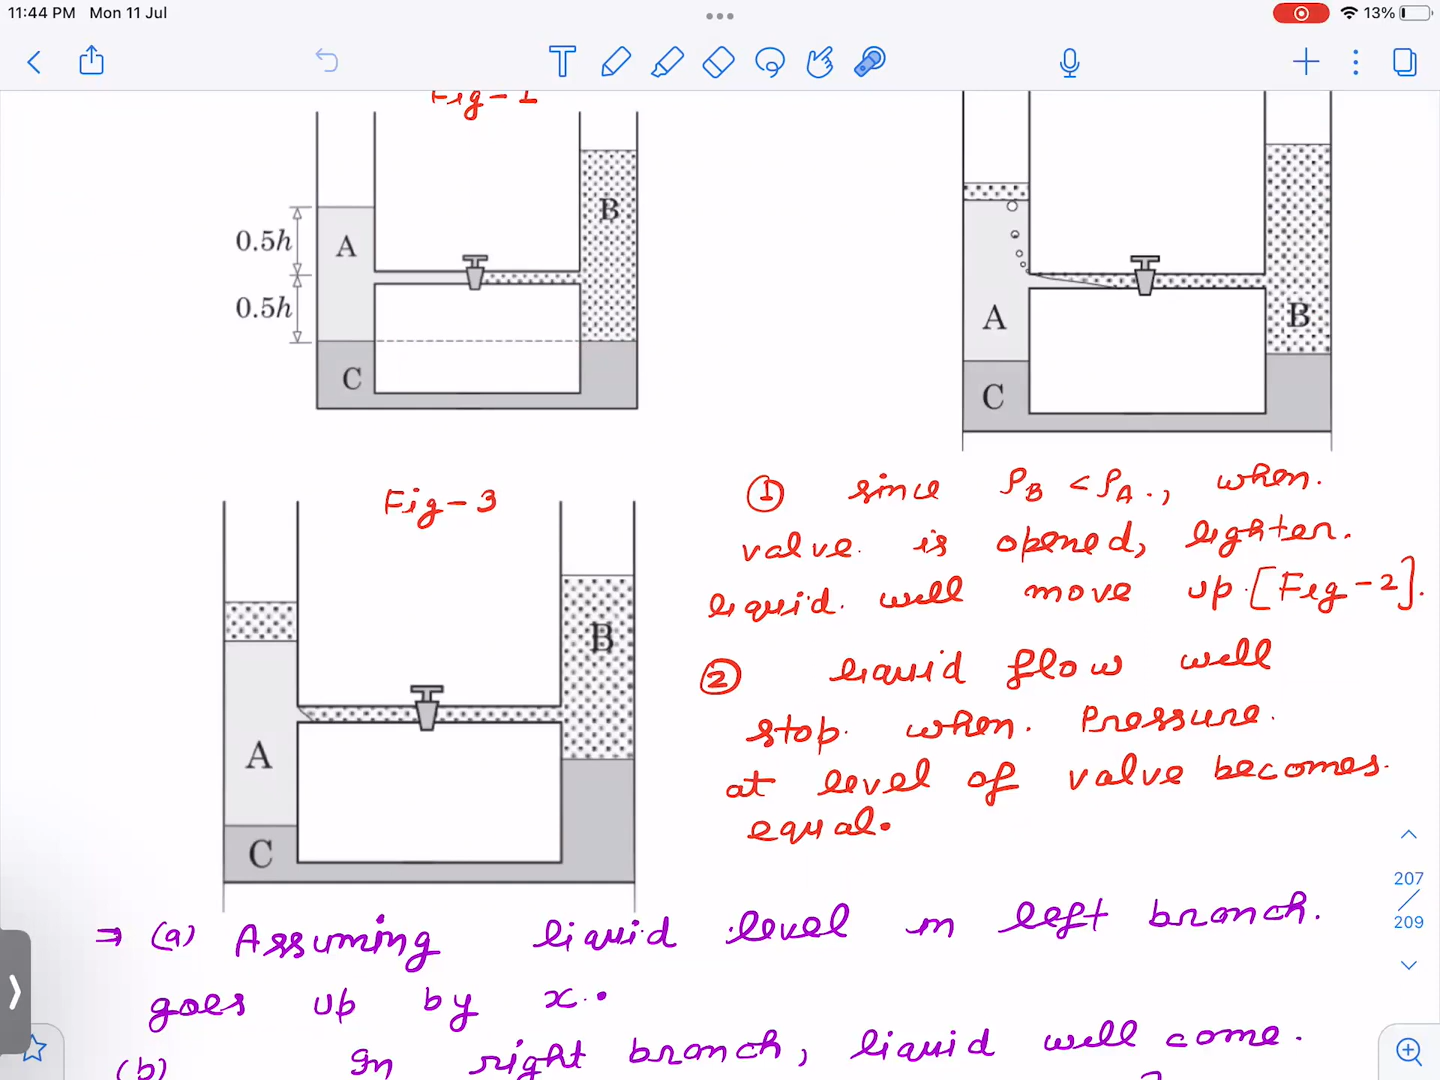 11:44 PM Mon 11 Jul
13%
Fig-1
0.5h
A
B
0.5h
C
A
B
C
Fig-3
B
A
C
① since ρB < ρA., when.
valve. is opened, lighter.
liquid. will move up.[Fig-2].
② liquid flow will
stop. when. Pressure.
at level of valve becomes.
equal.
207
209
⇒ (a) Assuming liquid level in left branch.
goes up by x.
(b) In right branch, liquid will come.